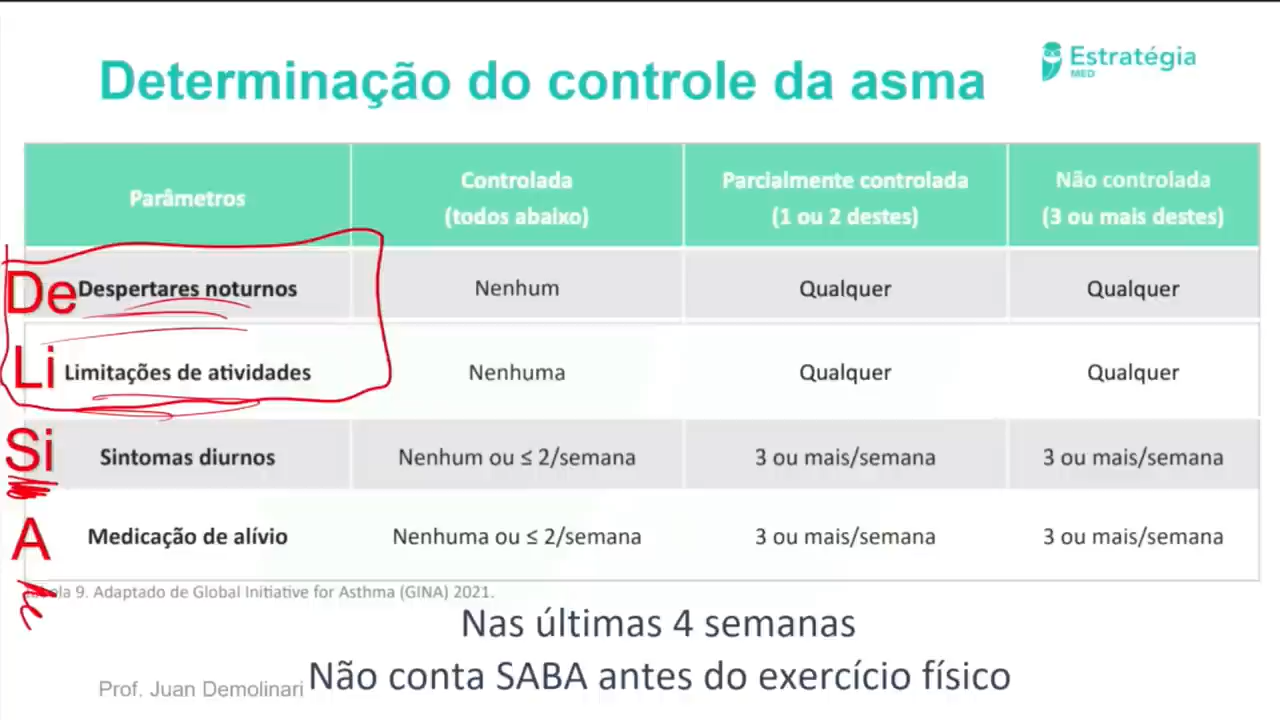 Determinação do controle da asma
Estratégia
MED
Parâmetros
Controlada
(todos abaixo)
Parcialmente controlada
(1 ou 2 destes)
Não controlada
(3 ou mais destes)
De Despertares noturnos
Nenhum
Qualquer
Qualquer
Li Limitações de atividades
Nenhuma
Qualquer
Qualquer
Si Sintomas diurnos
Nenhum ou ≤ 2/semana
3 ou mais/semana
3 ou mais/semana
A Medicação de alívio
Nenhuma ou ≤ 2/semana
3 ou mais/semana
3 ou mais/semana
9. Adaptado de Global Initiative for Asthma (GINA) 2021.
Nas últimas 4 semanas
Não conta SABA antes do exercício físico
Prof. Juan Demolinari